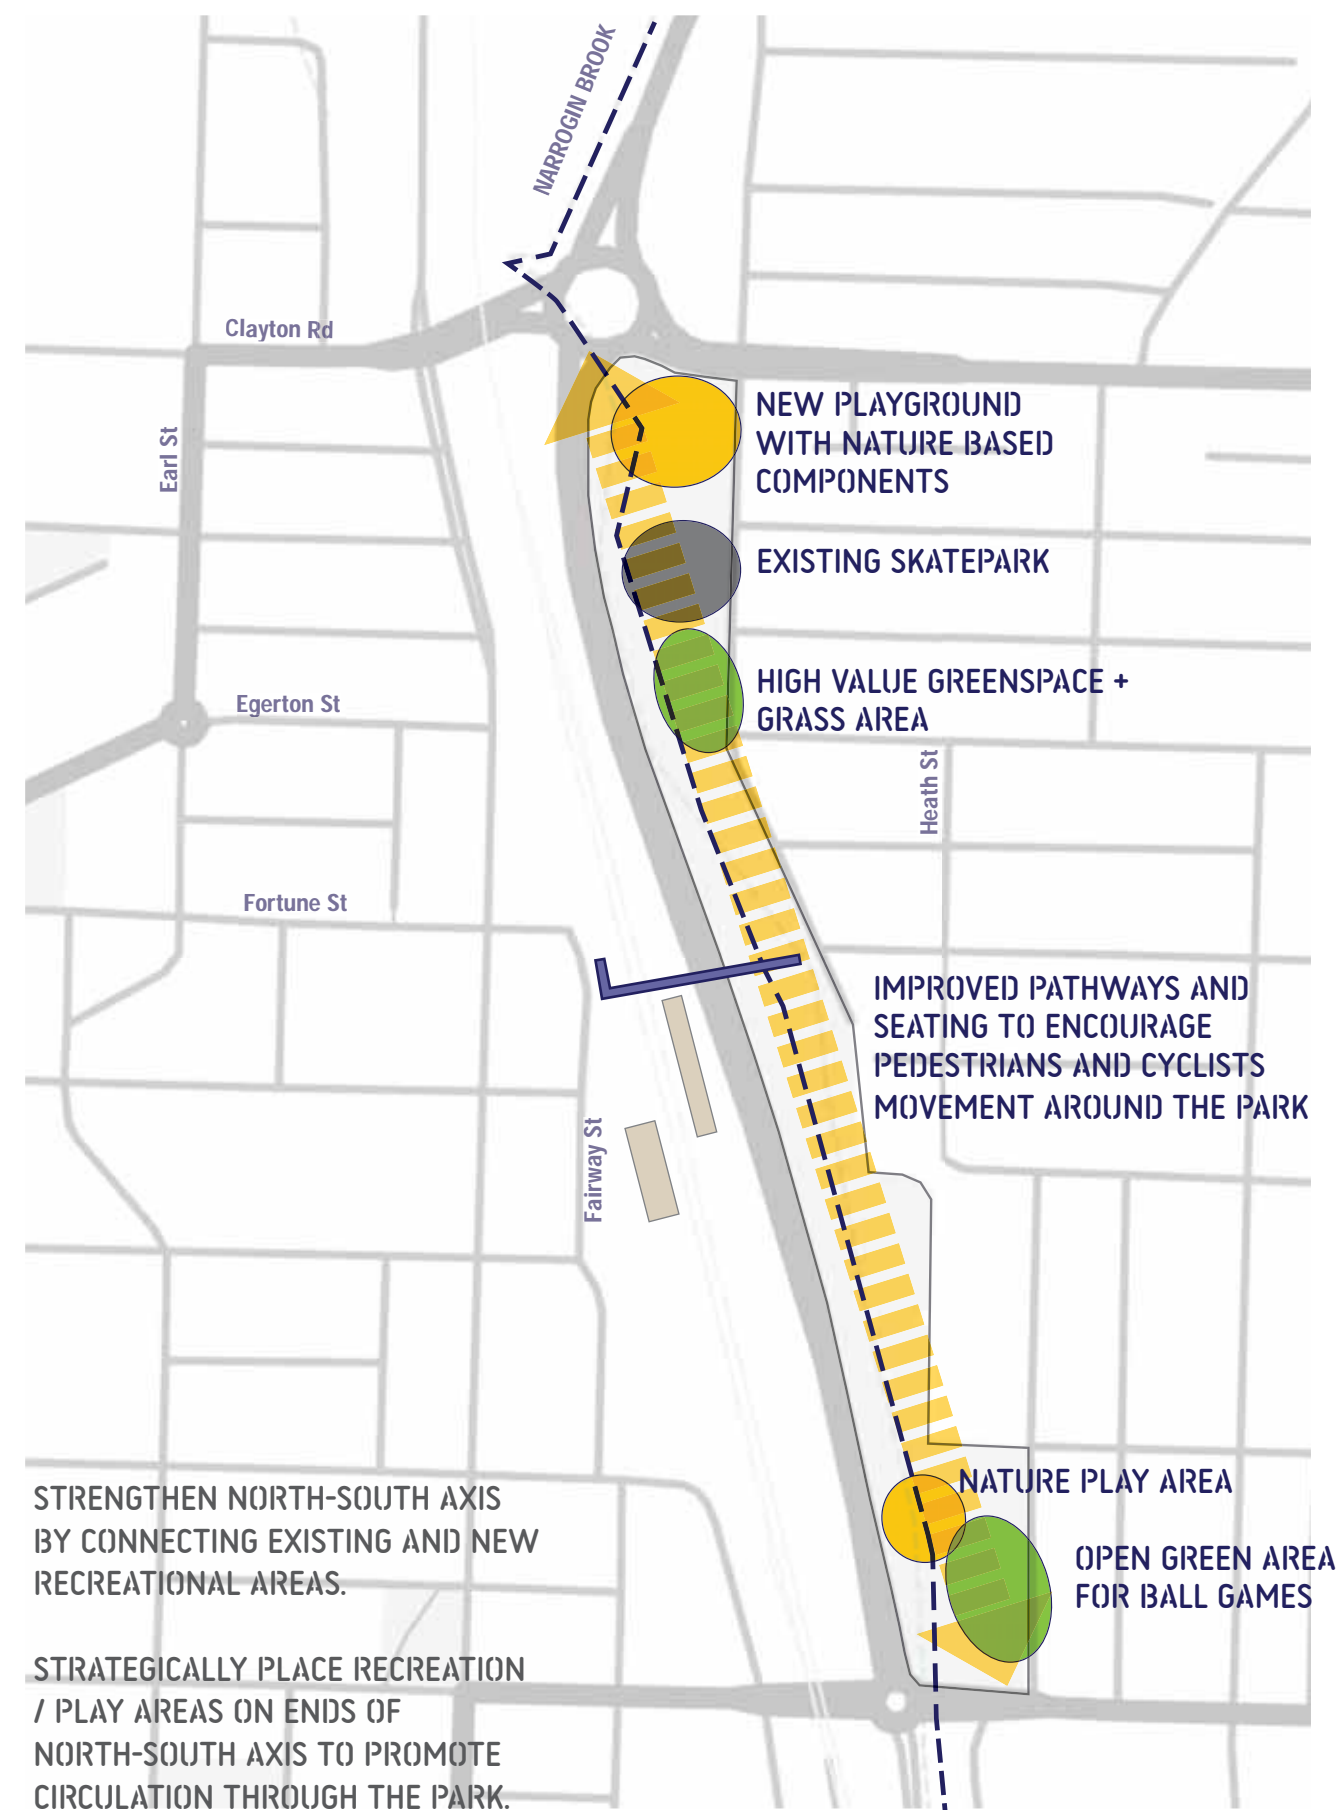 NARROGIN BROOK
Clayton Rd
Earl St
NEW PLAYGROUND
WITH NATURE BASED
COMPONENTS
EXISTING SKATEPARK
HIGH VALUE GREENSPACE +
GRASS AREA
Egerton St
Heath St
Fortune St
IMPROVED PATHWAYS AND
SEATING TO ENCOURAGE
PEDESTRIANS AND CYCLISTS
MOVEMENT AROUND THE PARK
Fairway St
NATURE PLAY AREA
OPEN GREEN AREA
FOR BALL GAMES
STRENGTHEN NORTH-SOUTH AXIS
BY CONNECTING EXISTING AND NEW
RECREATIONAL AREAS.
STRATEGICALLY PLACE RECREATION
/ PLAY AREAS ON ENDS OF
NORTH-SOUTH AXIS TO PROMOTE
CIRCULATION THROUGH THE PARK.